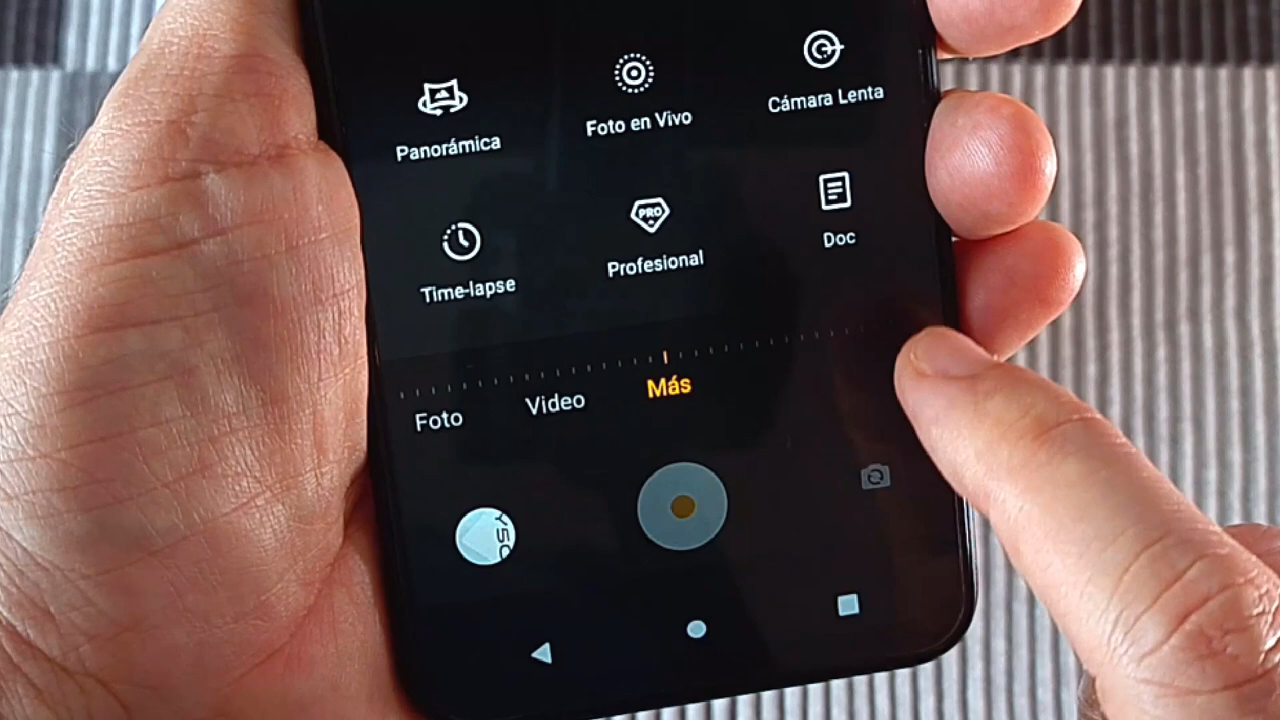 Panorámica
Foto en Vivo
Cámara Lenta
Time-lapse
PRO
Profesional
Doc
Foto
Video
Más